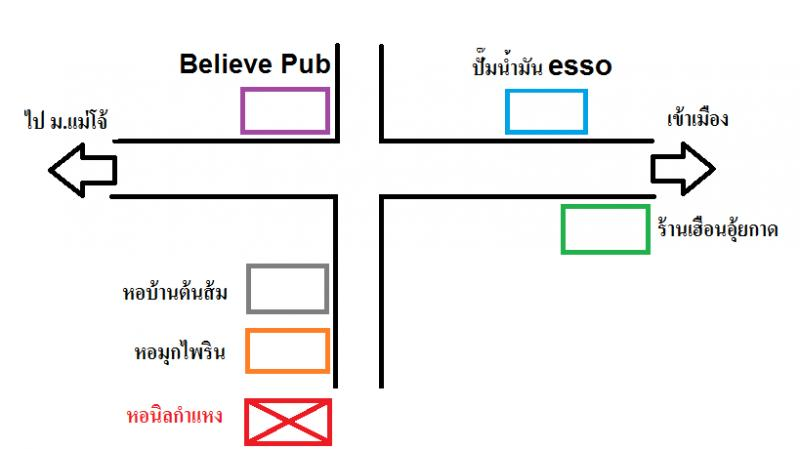 Believe Pub
ปั๊มน้ำมัน esso
ไป ม.แม่โจ้
เข้าเมือง
ร้านเฮือนอุ้ยกาด
หอบ้านต้นส้ม
หอมุกไพริน
หอนิลกำแหง